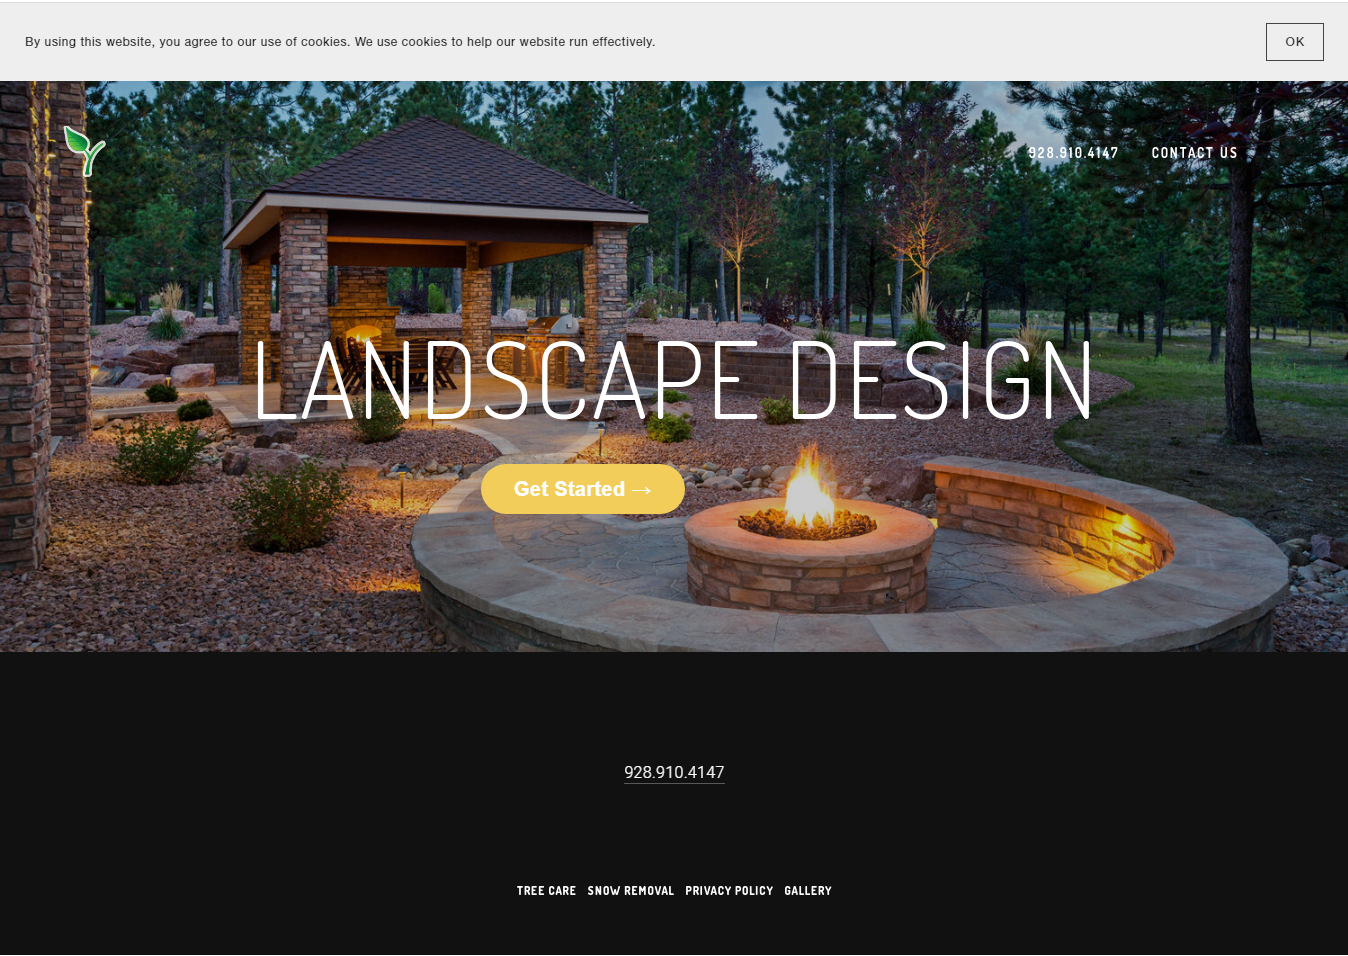 By using this website, you agree to our use of cookies. We use cookies to help our website run effectively.
OK
928.910.4147
CONTACT US
LANDSCAPE DESIGN
Get Started →
928.910.4147
TREE CARE SNOW REMOVAL PRIVACY POLICY GALLERY